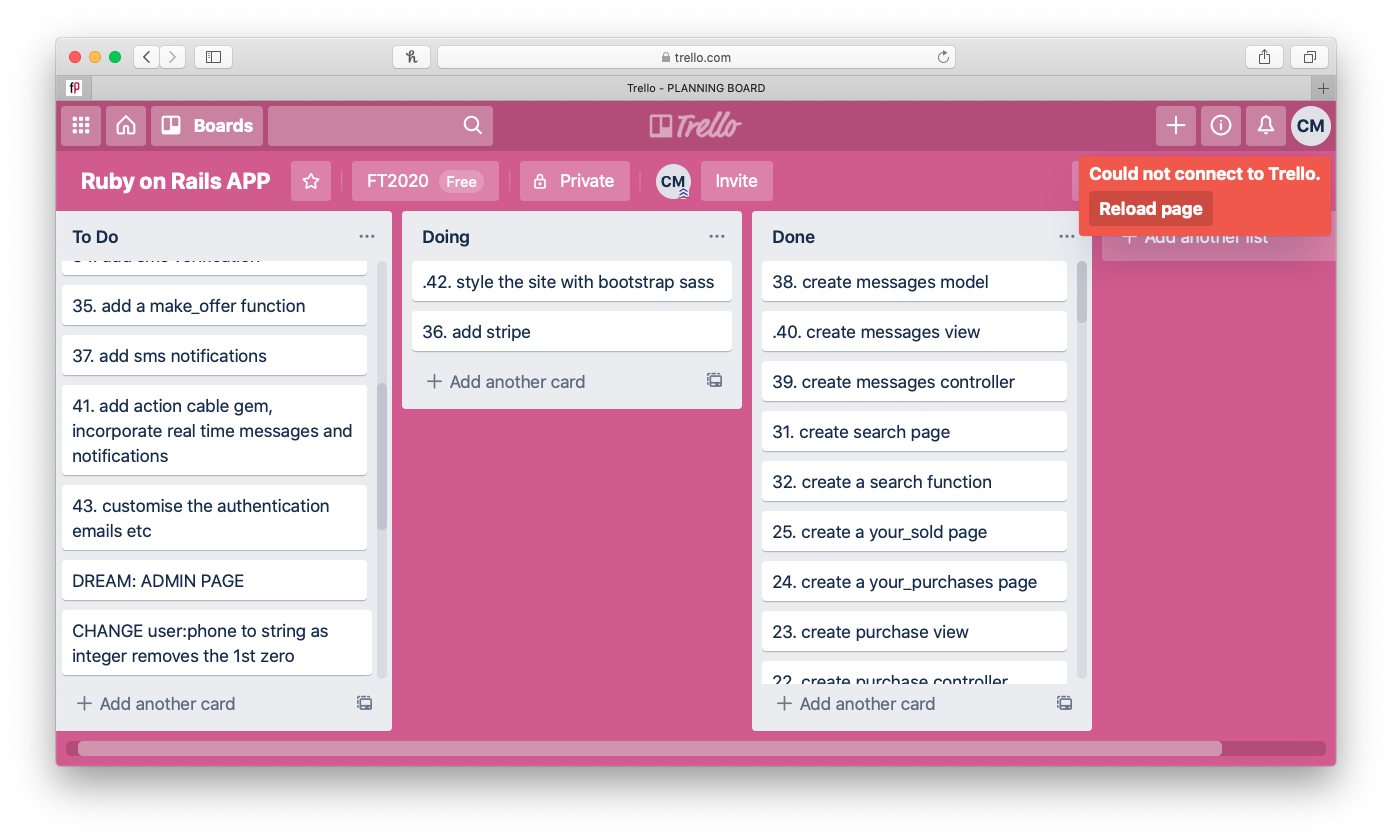 trello.com
Trello - PLANNING BOARD
Boards
Trello
CM
Ruby on Rails APP
FT2020 Free
Private
CM
Invite
Could not connect to Trello.
Reload page
To Do
35. add a make_offer function
37. add sms notifications
41. add action cable gem,
incorporate real time messages and
notifications
43. customise the authentication
emails etc
DREAM: ADMIN PAGE
CHANGE user:phone to string as
integer removes the 1st zero
+ Add another card
Doing
.42. style the site with bootstrap sass
36. add stripe
+ Add another card
Done
38. create messages model
.40. create messages view
39. create messages controller
31. create search page
32. create a search function
25. create a your_sold page
24. create a your_purchases page
23. create purchase view
22. create purchase controller
+ Add another card
+ Add another list